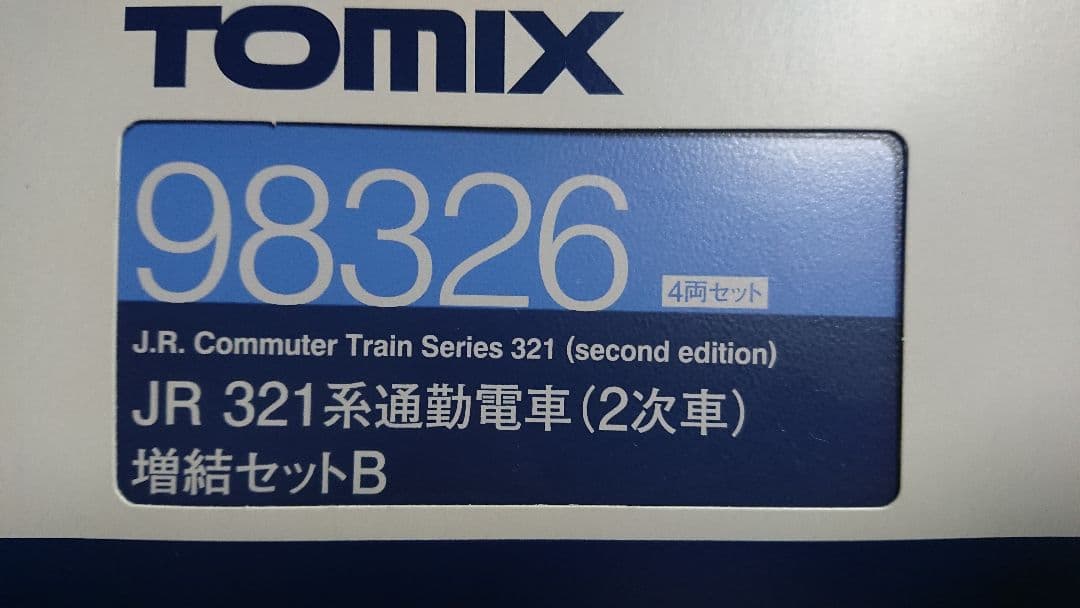 TOMIX
98326
4両セット
J.R. Commuter Train Series 321 (second edition)
JR 321系通勤電車(2次車)
増結セットB